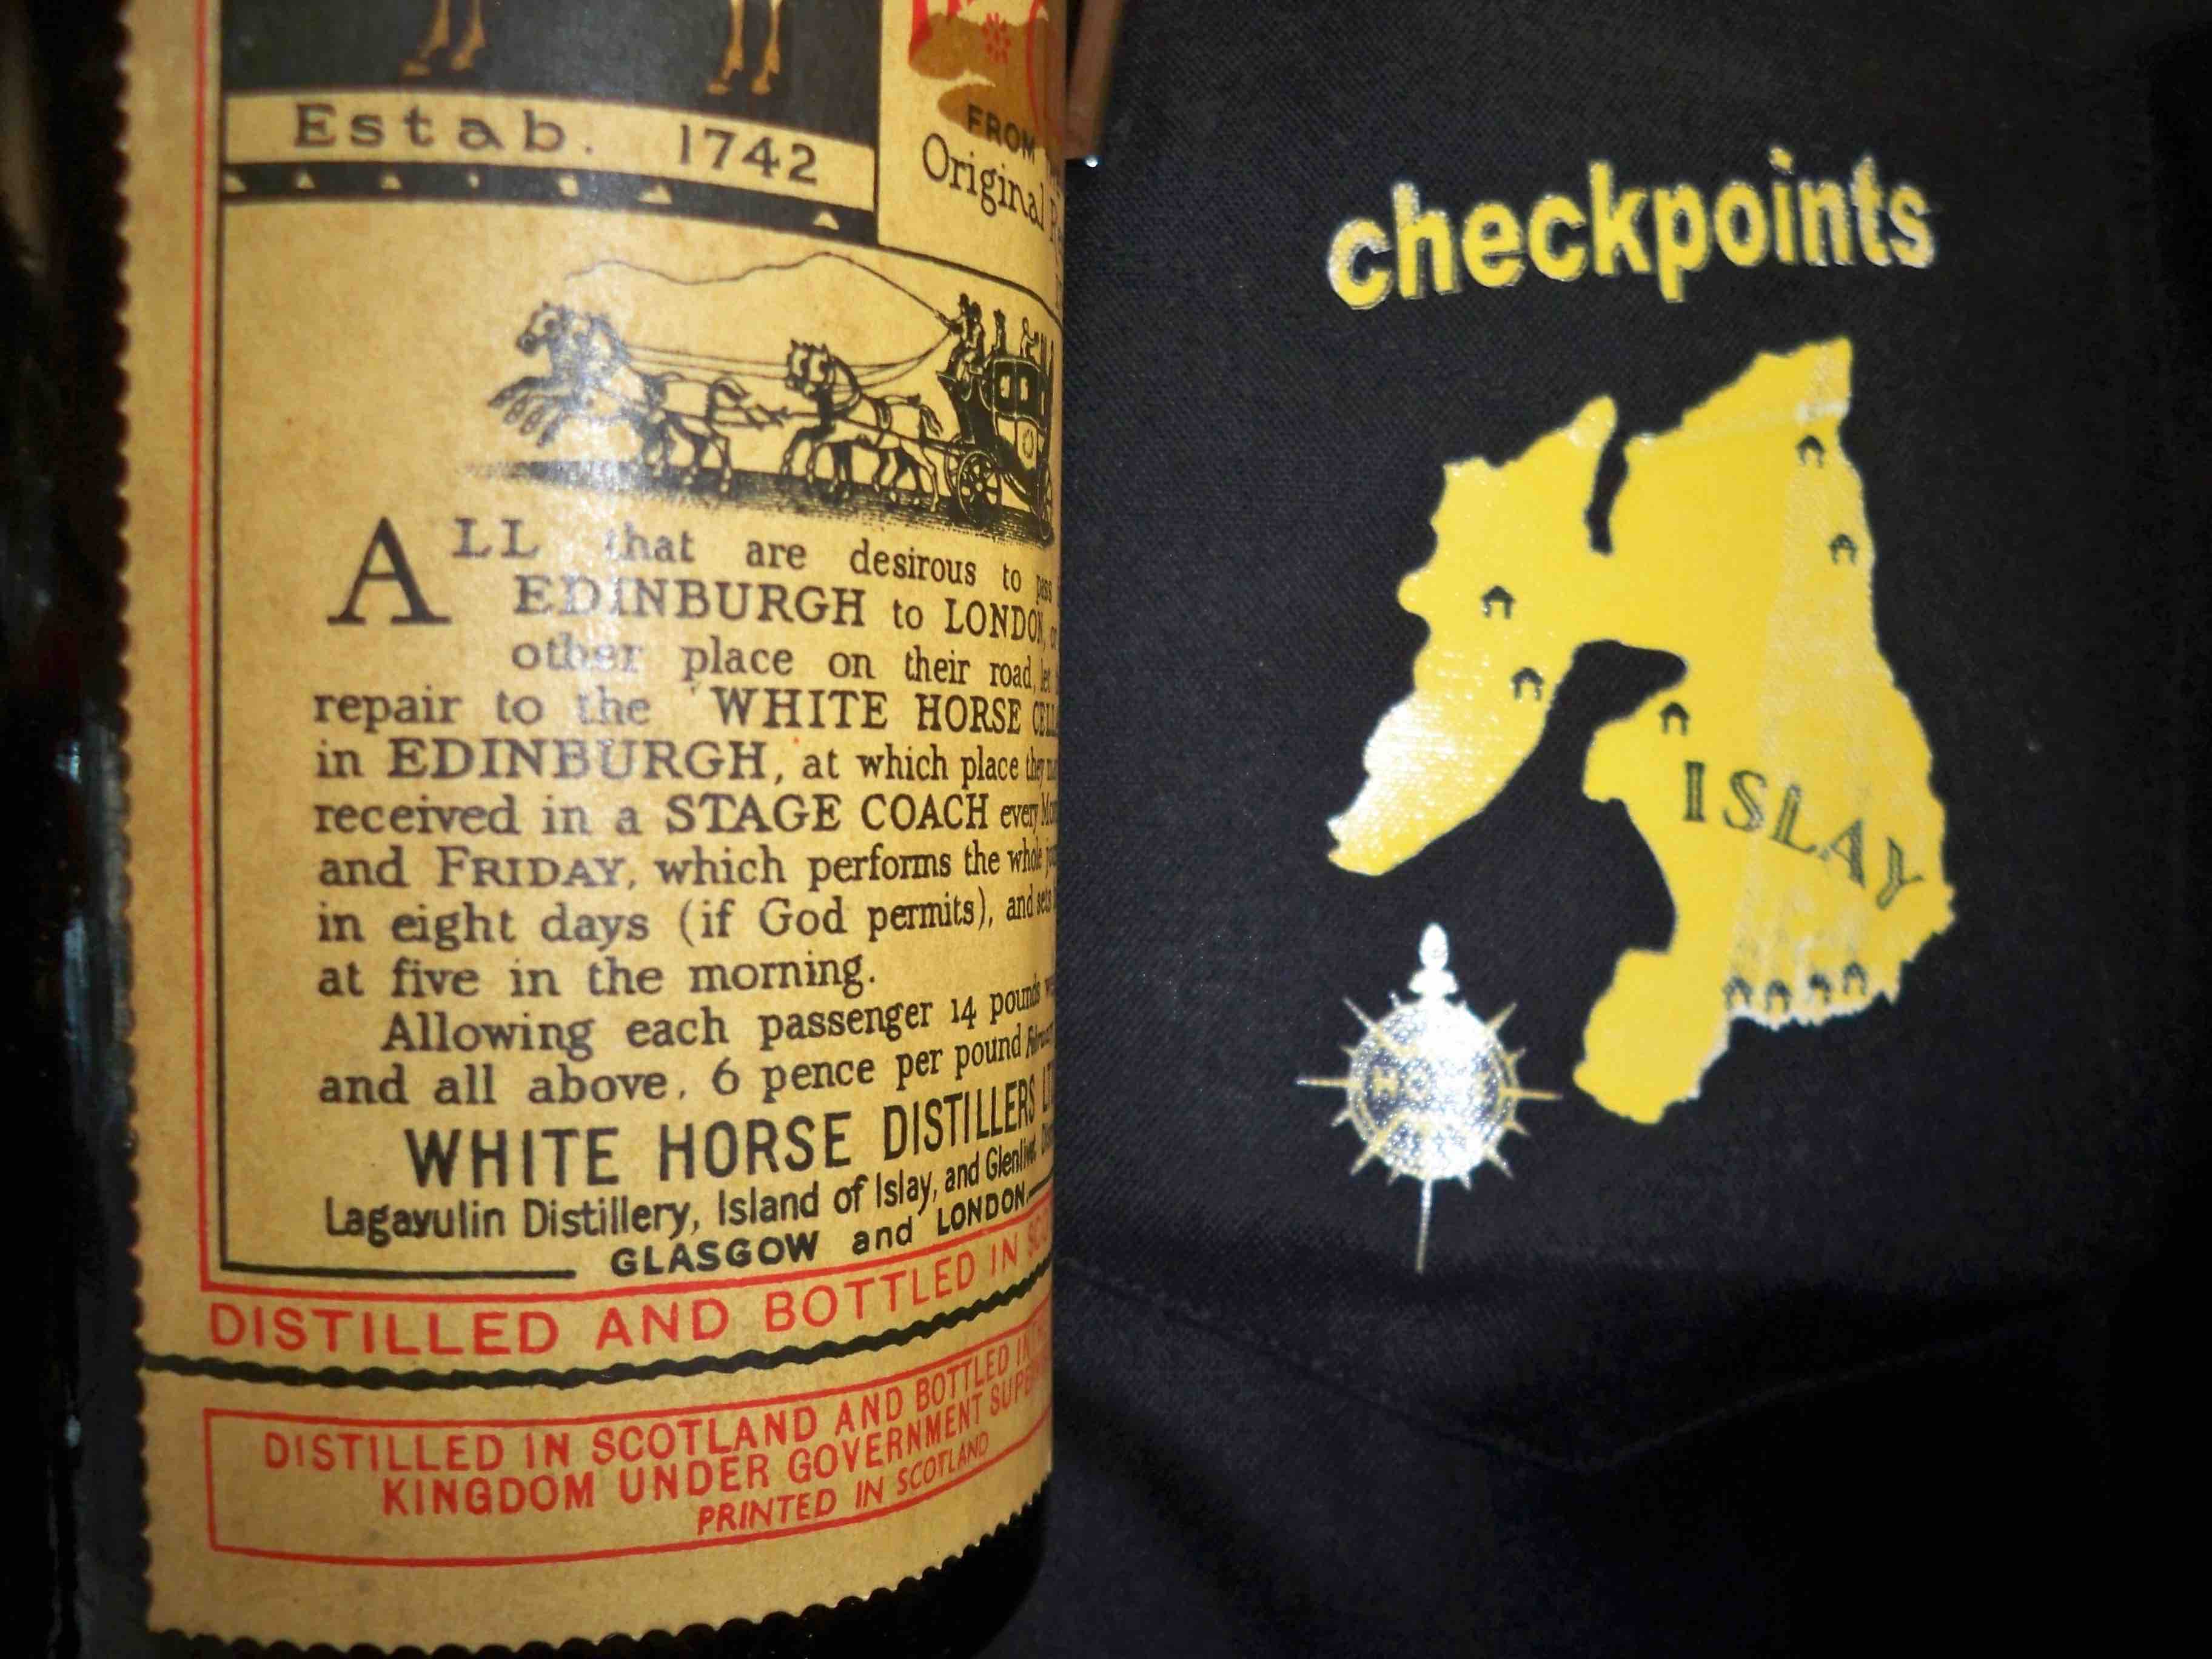 Estab. 1742
FROM
Original
ALL that are desirous to pass
EDINBURGH to LONDON,
other place on their road, let
repair to the WHITE HORSE
in EDINBURGH, at which place they
received in a STAGE COACH every
and FRIDAY, which performs the whole
in eight days (if God permits), and sets
at five in the morning.
Allowing each passenger 14 pounds
and all above, 6 pence per pound
WHITE HORSE DISTILLERS
Lagavulin Distillery, Island of Islay, and Glenlivet
GLASGOW and LONDON
DISTILLED AND BOTTLED IN
DISTILLED IN SCOTLAND AND BOTTLED IN
KINGDOM UNDER GOVERNMENT
PRINTED IN SCOTLAND
checkpoints
ISLAY